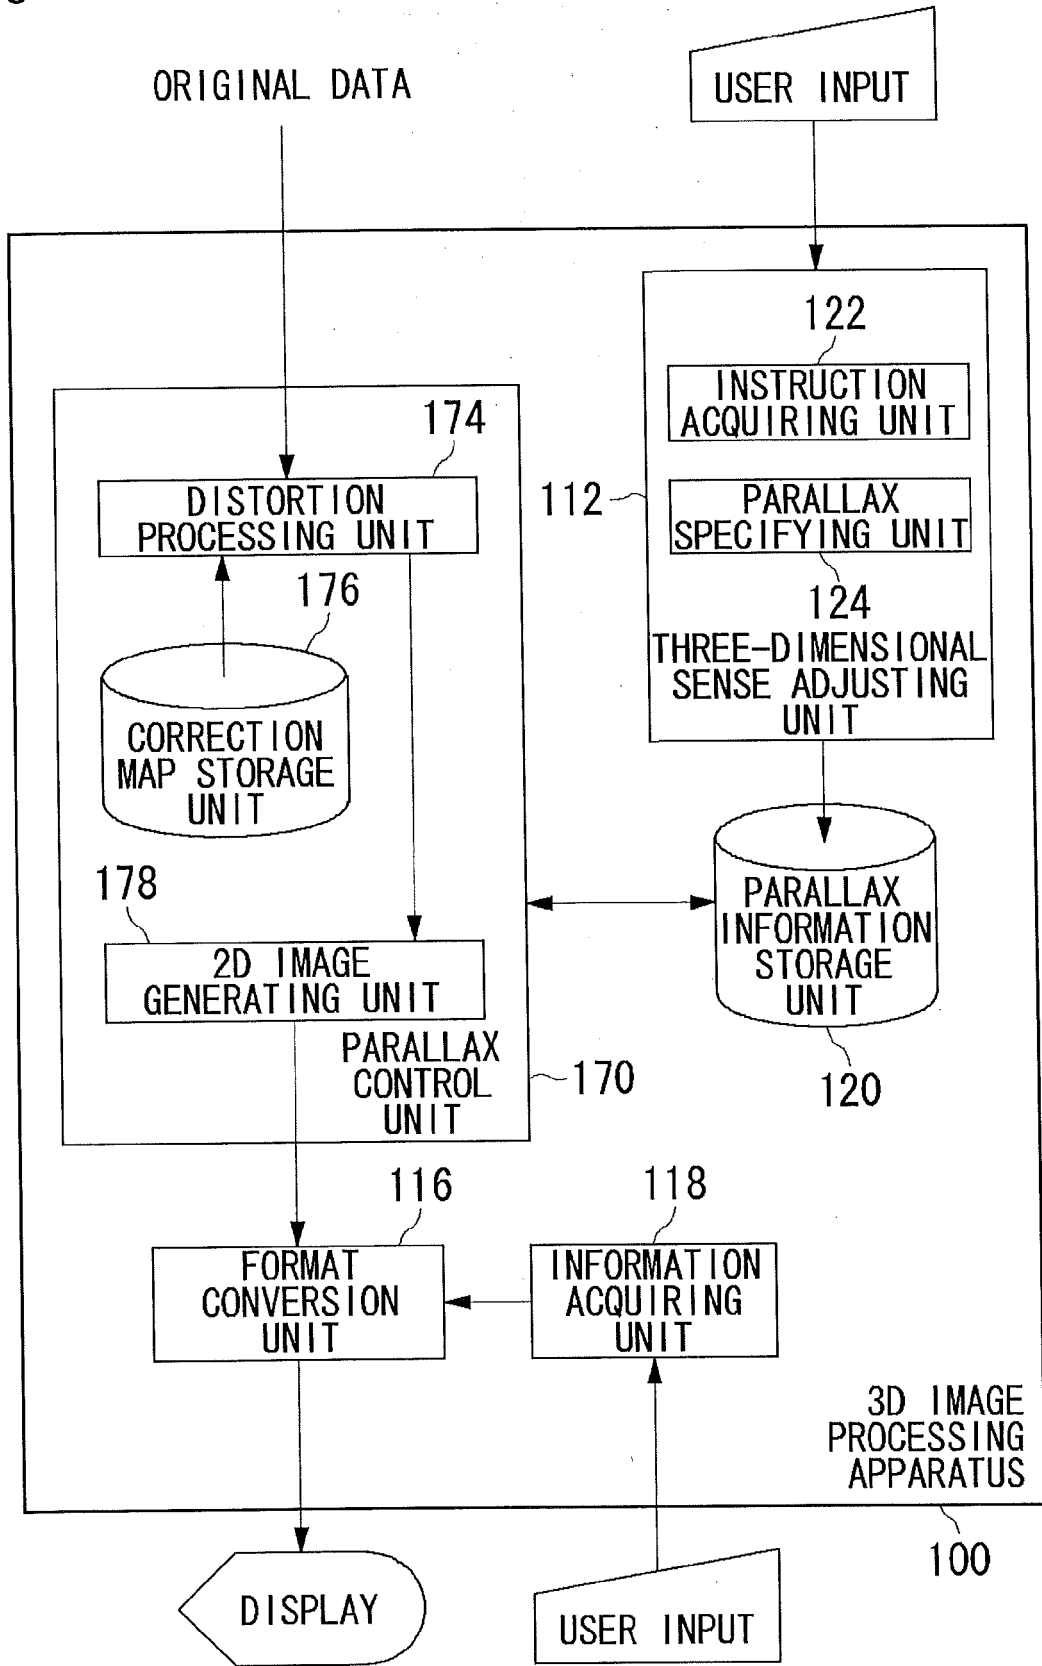 ORIGINAL DATA
USER INPUT
122
INSTRUCTION
ACQUIRING UNIT
174
DISTORTION
PROCESSING UNIT
112
PARALLAX
SPECIFYING UNIT
124
THREE-DIMENSIONAL
SENSE ADJUSTING
UNIT
176
CORRECTION
MAP STORAGE
UNIT
178
2D IMAGE
GENERATING UNIT
PARALLAX
CONTROL
UNIT
170
PARALLAX
INFORMATION
STORAGE
UNIT
120
116
FORMAT
CONVERSION
UNIT
118
INFORMATION
ACQUIRING
UNIT
3D IMAGE
PROCESSING
APPARATUS
100
DISPLAY
USER INPUT